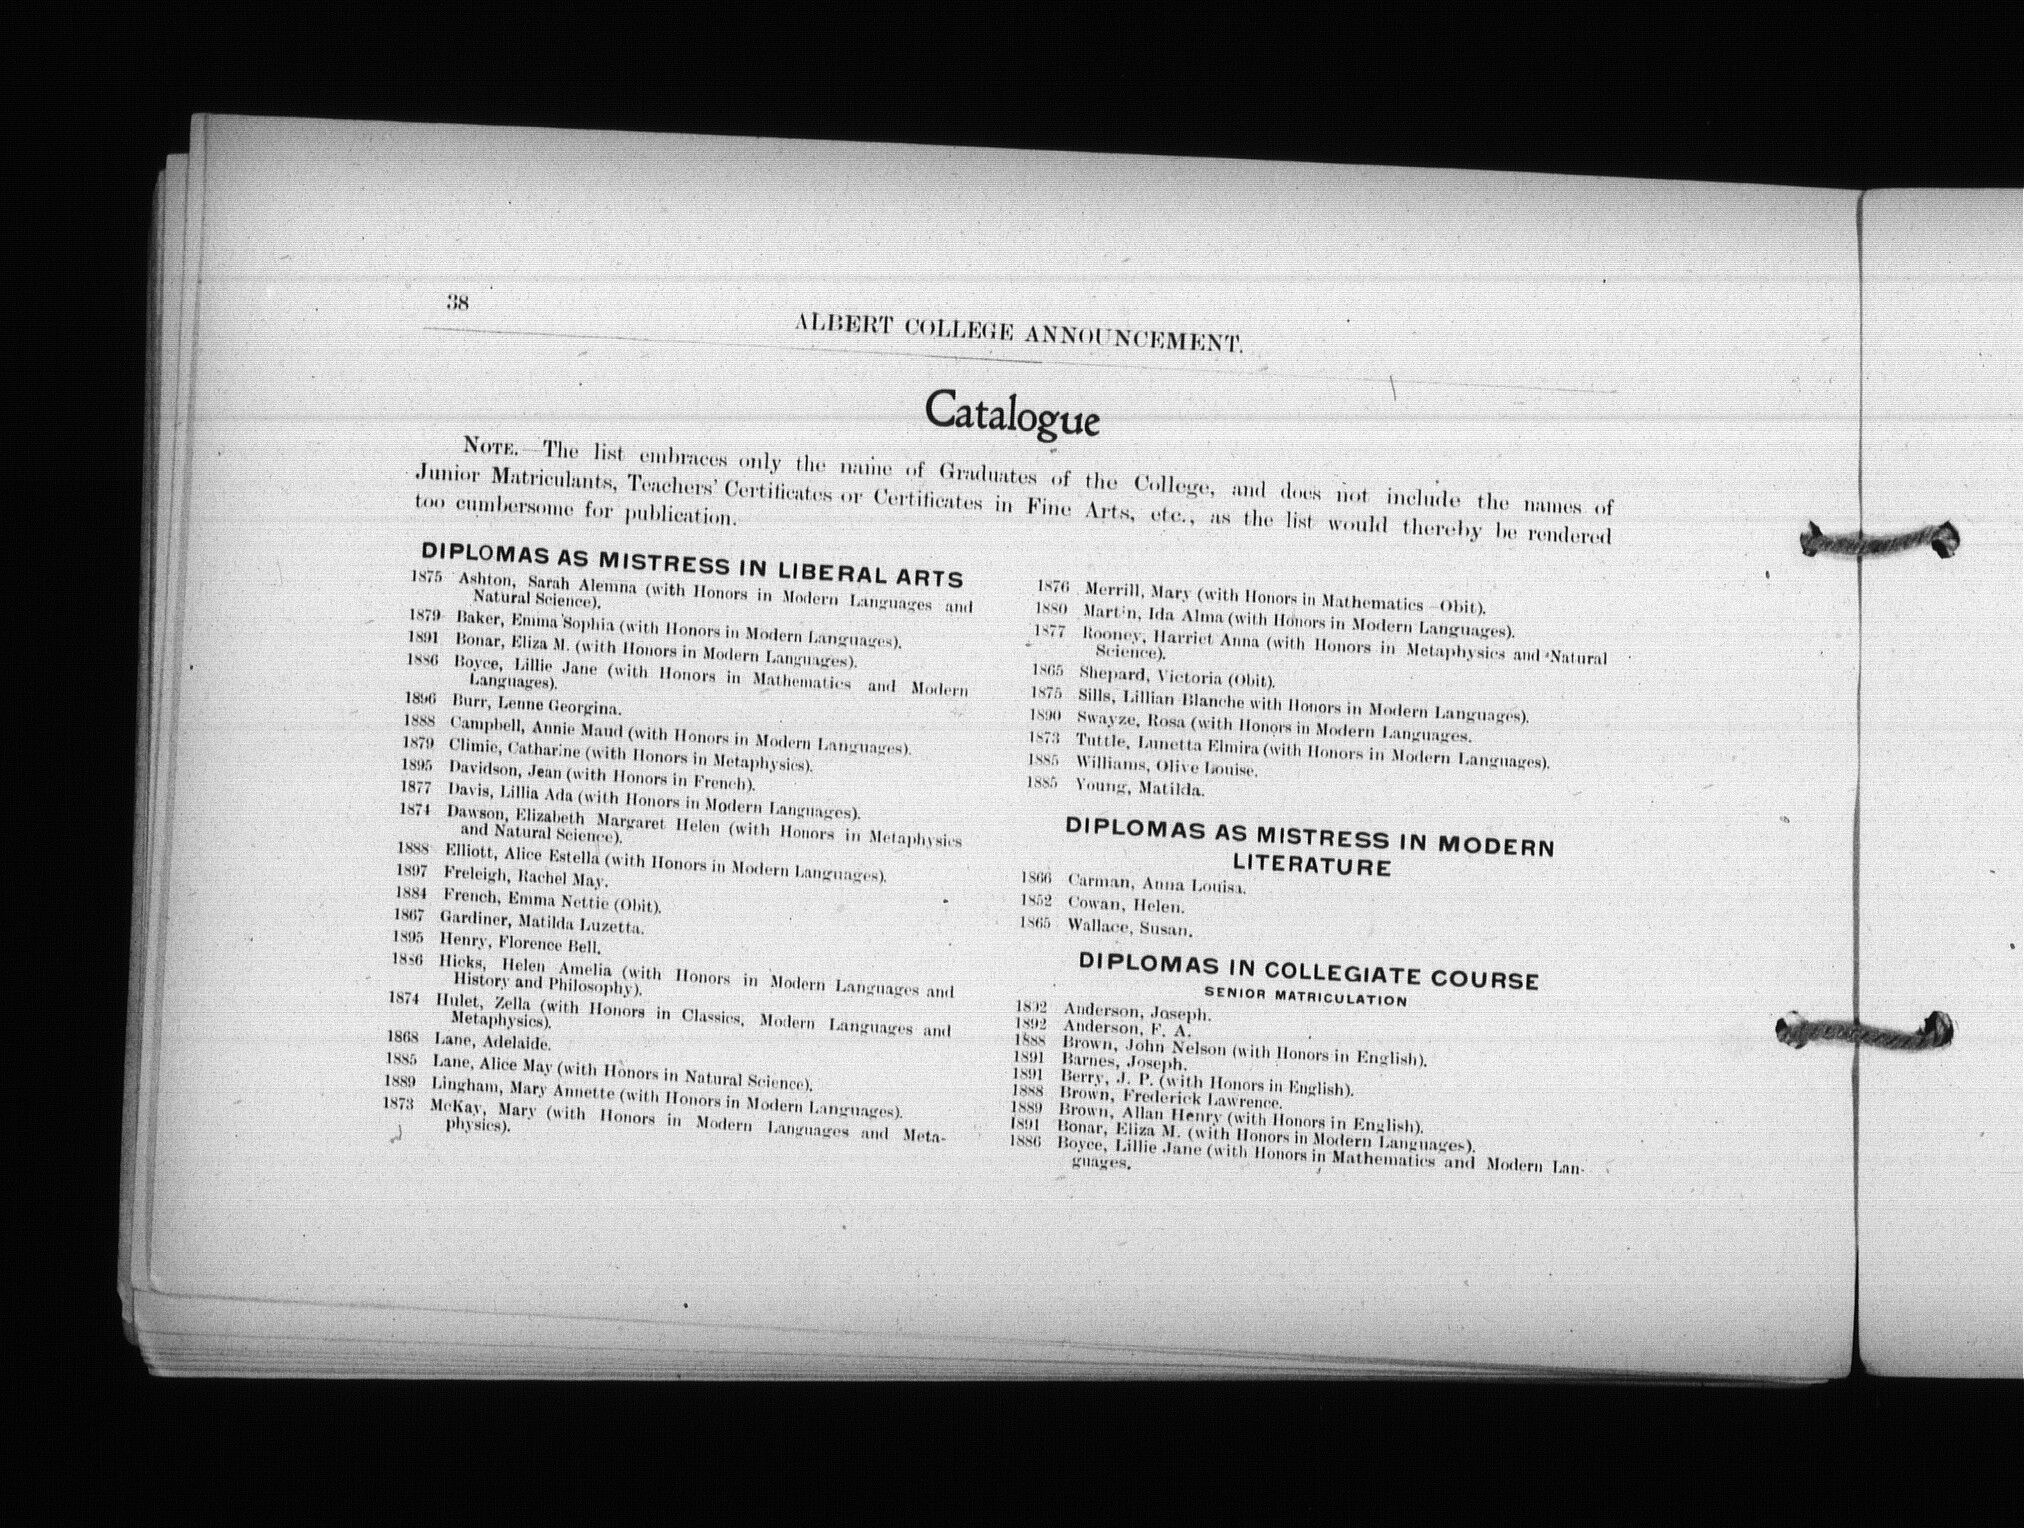 38
ALBERT COLLEGE ANNOUNCEMENT.
Catalogue
NOTE.—The list embraces only the name of Graduates of the College, and does not include the names of
Junior Matriculants, Teachers' Certificates or Certificates in Fine Arts, etc., as the list would thereby be rendered
too cumbersome for publication.
DIPLOMAS AS MISTRESS IN LIBERAL ARTS
1875 Ashton, Sarah Alemna (with Honors in Modern Languages and
Natural Science).
1879 Baker, Emma Sophia (with Honors in Modern Languages).
1891 Bonar, Eliza M. (with Honors in Modern Languages).
1886 Boyce, Lillie Jane (with Honors in Mathematics and Modern
Languages).
1896 Burr, Lenne Georgina.
1888 Campbell, Annie Maud (with Honors in Modern Languages).
1879 Climie, Catharine (with Honors in Metaphysics).
1895 Davidson, Jean (with Honors in French).
1877 Davis, Lillia Ada (with Honors in Modern Languages).
1874 Dawson, Elizabeth Margaret Helen (with Honors in Metaphysics
and Natural Science).
1888 Elliott, Alice Estella (with Honors in Modern Languages).
1897 Freleigh, Rachel May.
1884 French, Emma Nettie (Obit).
1867 Gardiner, Matilda Luzetta.
1895 Henry, Florence Bell.
1886 Hicks, Helen Amelia (with Honors in Modern Languages and
History and Philosophy).
1874 Hulet, Zella (with Honors in Classics, Modern Languages and
Metaphysics).
1868 Lane, Adelaide.
1885 Lane, Alice May (with Honors in Natural Science).
1889 Lingham, Mary Annette (with Honors in Modern Languages).
1873 McKay, Mary (with Honors in Modern Languages and Meta-
physics).
1876 Merrill, Mary (with Honors in Mathematics—Obit).
1880 Martin, Ida Alma (with Honors in Modern Languages).
1877 Rooney, Harriet Anna (with Honors in Metaphysics and Natural
Science).
1865 Shepard, Victoria (Obit).
1875 Sills, Lillian Blanche with Honors in Modern Languages).
1890 Swayze, Rosa (with Honors in Modern Languages.
1873 Tuttle, Lunetta Elmira (with Honors in Modern Languages).
1885 Williams, Olive Louise.
1885 Young, Matilda.
DIPLOMAS AS MISTRESS IN MODERN
LITERATURE
1866 Carman, Anna Louisa.
1852 Cowan, Helen.
1865 Wallace, Susan.
DIPLOMAS IN COLLEGIATE COURSE
SENIOR MATRICULATION
1892 Anderson, Joseph.
1892 Anderson, F. A.
1888 Brown, John Nelson (with Honors in English).
1891 Barnes, Joseph.
1891 Berry, J. P. (with Honors in English).
1888 Brown, Frederick Lawrence.
1889 Brown, Allan Henry (with Honors in English).
1891 Bonar, Eliza M. (with Honors in Modern Languages).
1886 Boyce, Lillie Jane (with Honors in Mathematics and Modern Lan-
guages.